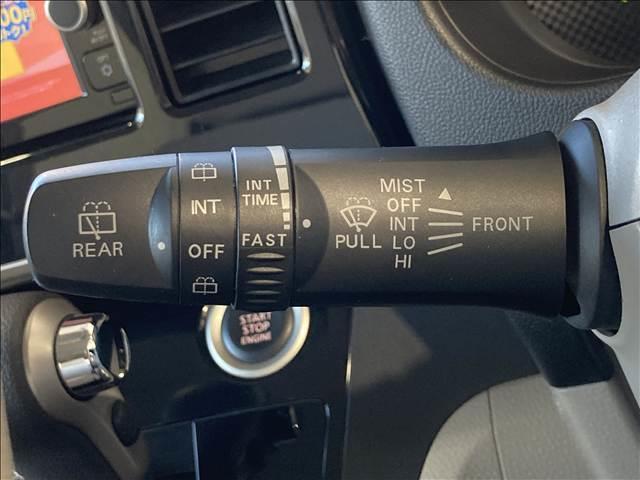 REAR
INT
OFF
INT
TIME
FAST
PULL
MIST
OFF
INT
LO
HI
FRONT
START
STOP
ENGINE